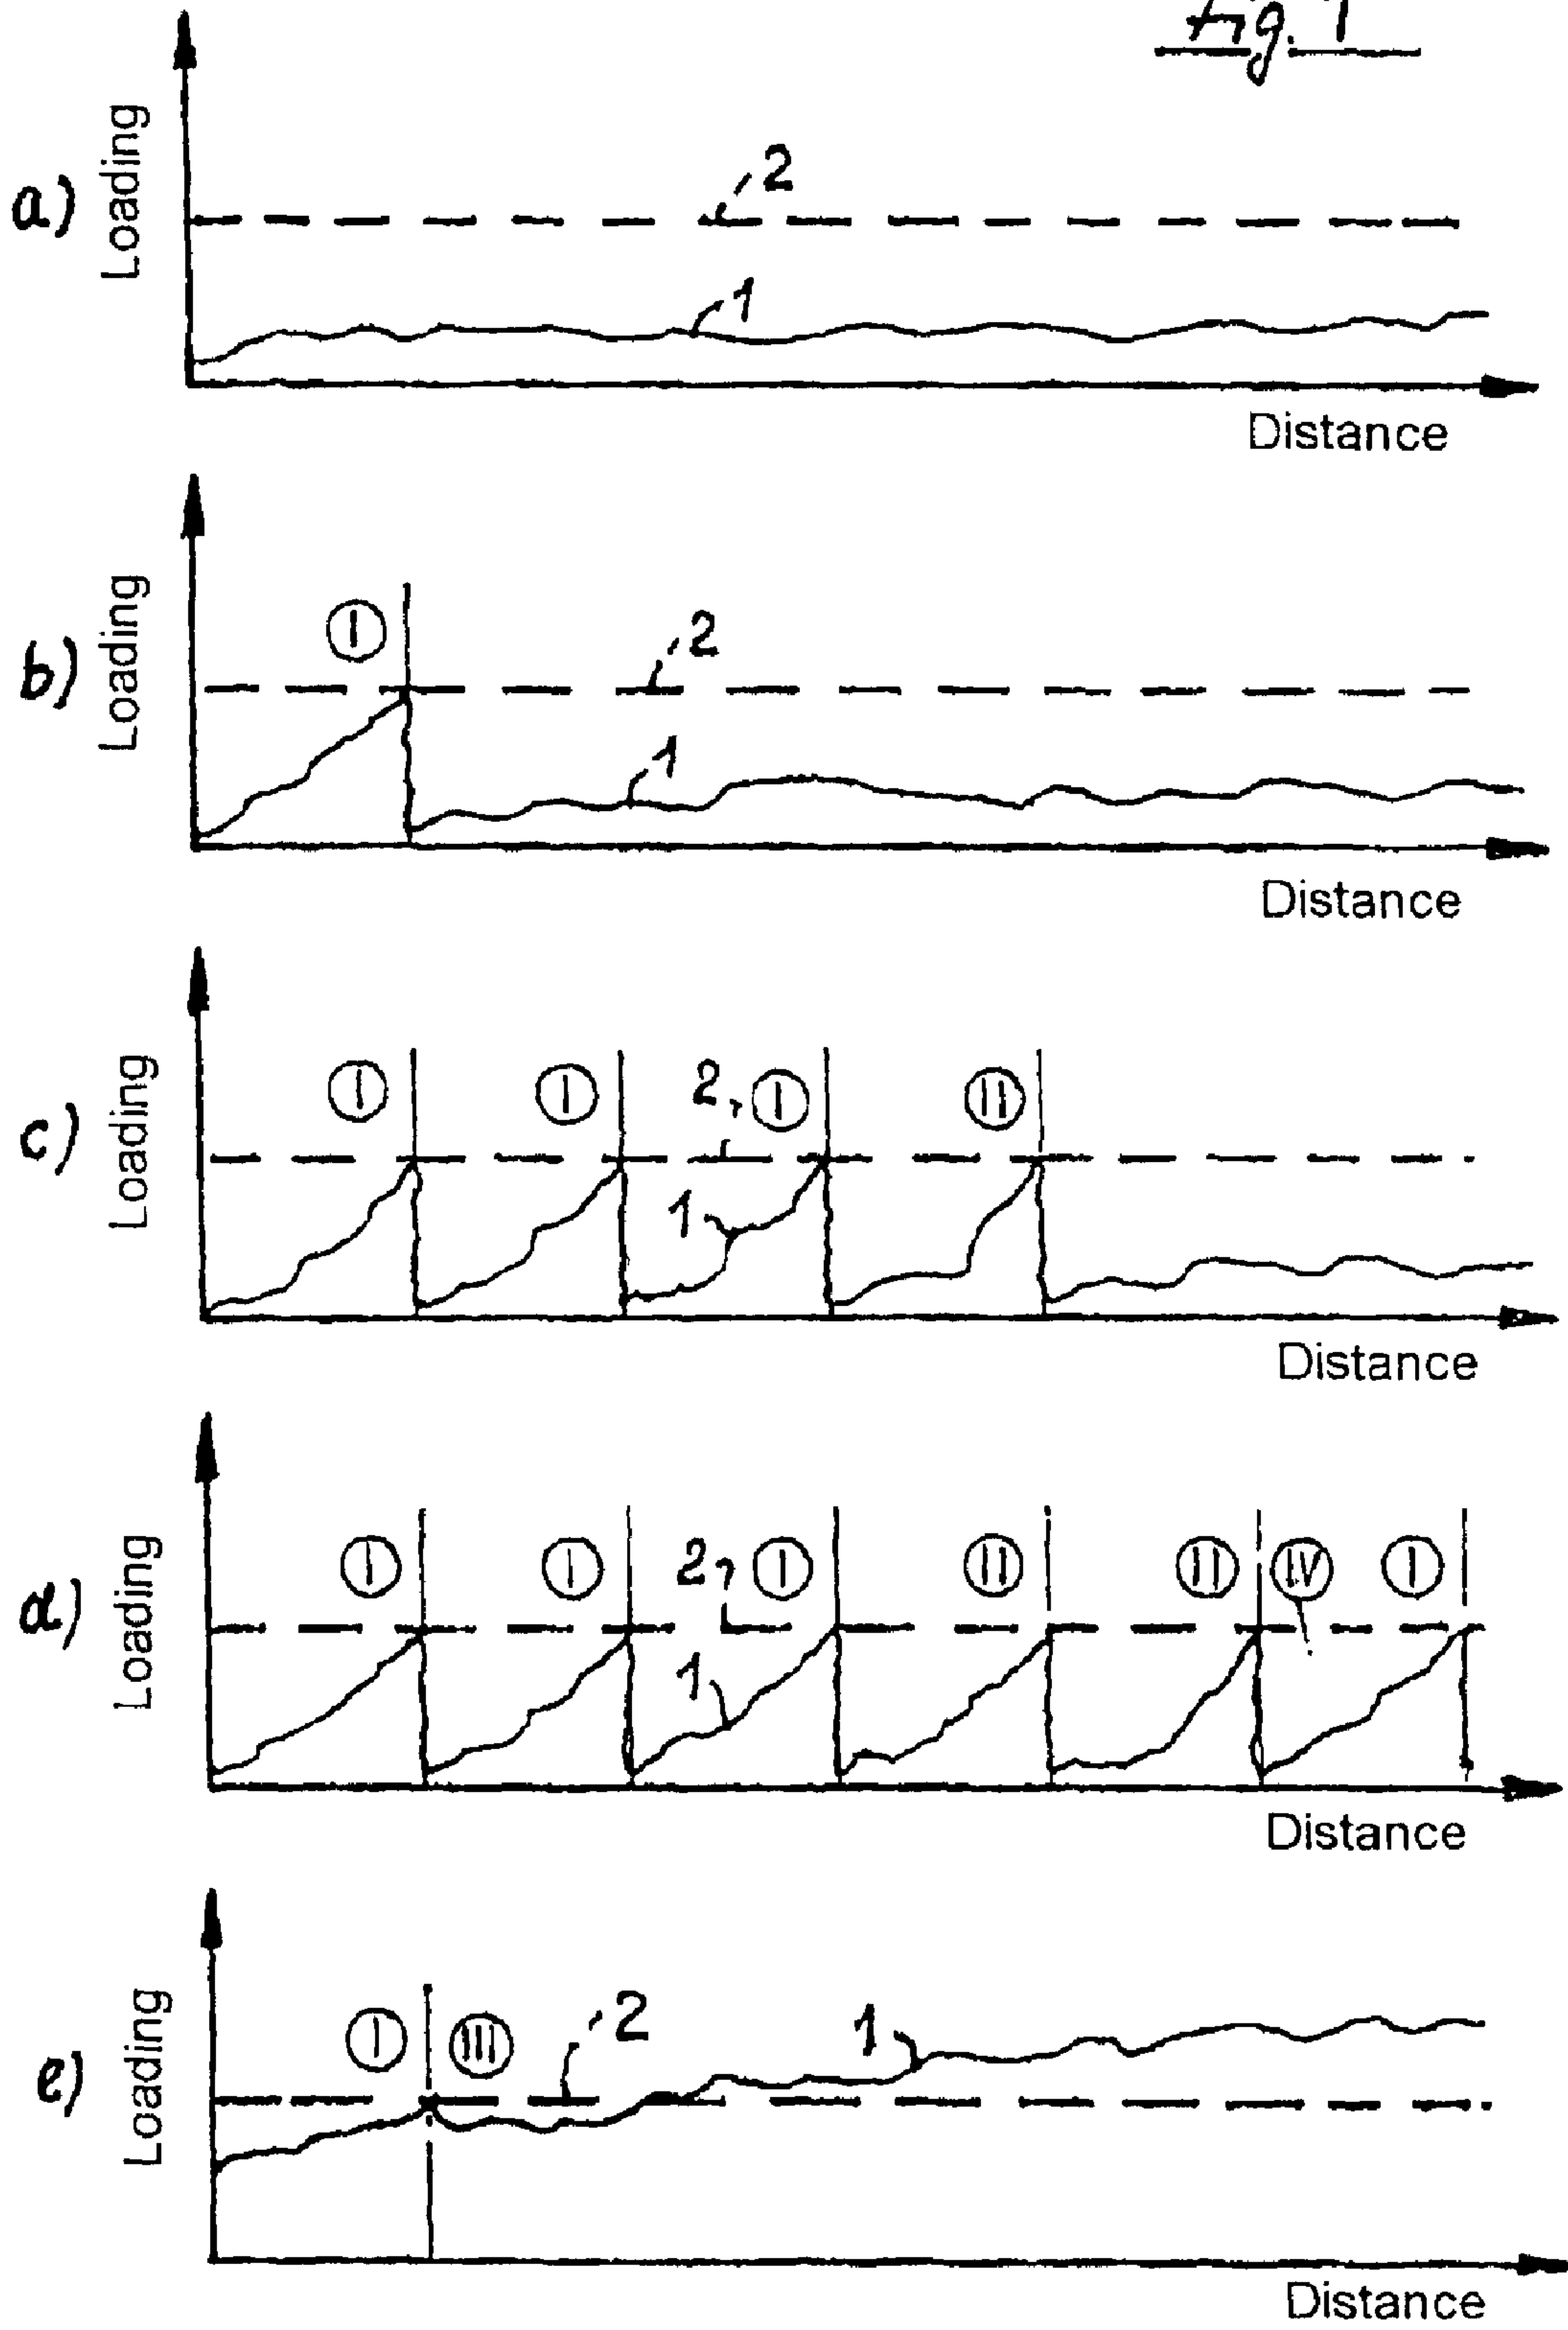 Fig. 1
a)
Loading
2
1
Distance
b)
Loading
I
2
1
Distance
c)
Loading
I
I
2
I
II
1
Distance
d)
Loading
I
I
2
I
II
II
IV
I
1
Distance
e)
Loading
I
III
2
1
Distance